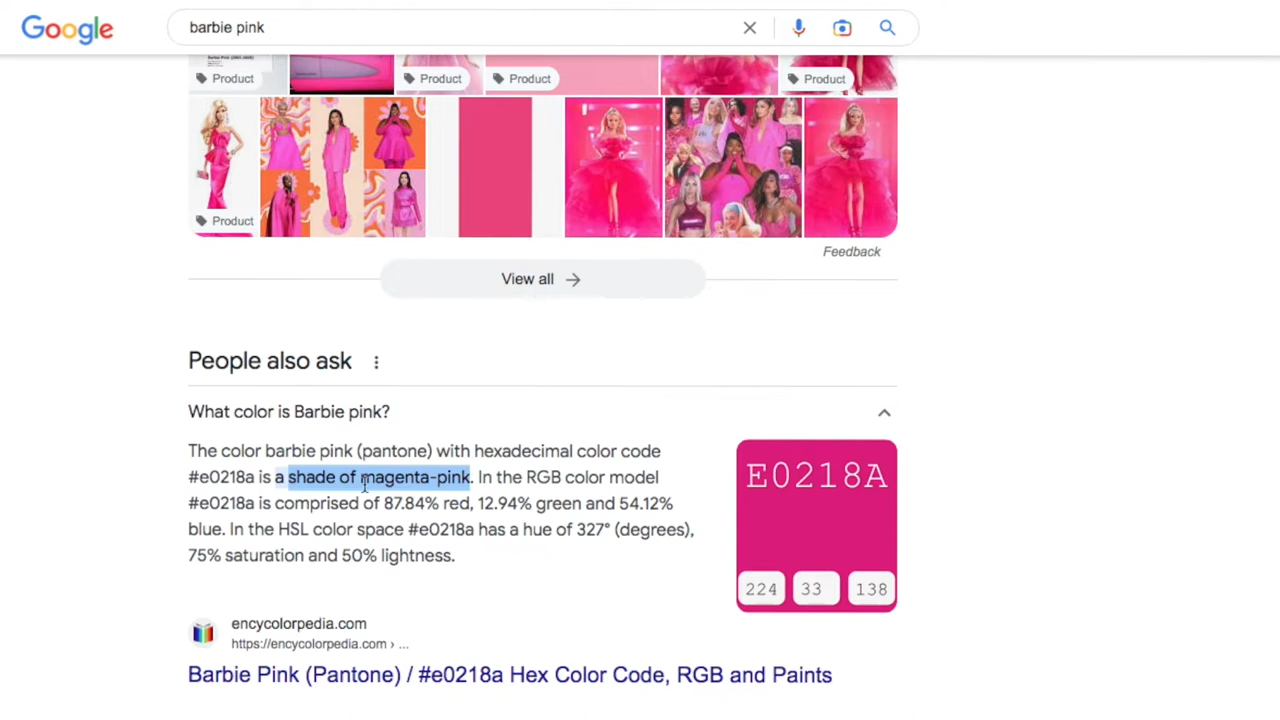 Google
barbie pink
Product
Product
Product
Product
Product
Feedback
View all
People also ask
What color is Barbie pink?
The color barbie pink (pantone) with hexadecimal color code
#e0218a is a shade of magenta-pink. In the RGB color model
#e0218a is comprised of 87.84% red, 12.94% green and 54.12%
blue. In the HSL color space #e0218a has a hue of 327° (degrees),
75% saturation and 50% lightness.
E0218A
224 33 138
encycolorpedia.com
https://encycolorpedia.com › ...
Barbie Pink (Pantone) / #e0218a Hex Color Code, RGB and Paints